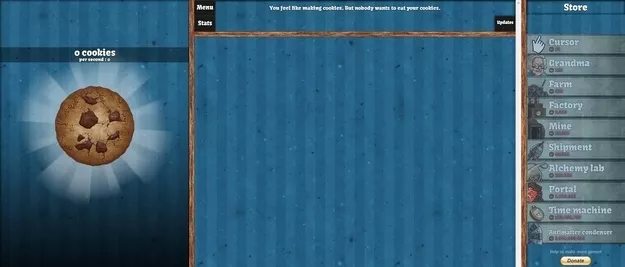 0 cookies
per second : 0
Menu
Stats
You feel like making cookies. But nobody wants to eat your cookies.
Updates
Store
Cursor
Grandma
Farm
Factory
Mine
Shipment
Alchemy lab
Portal
Time machine
Antimatter condenser
Donate